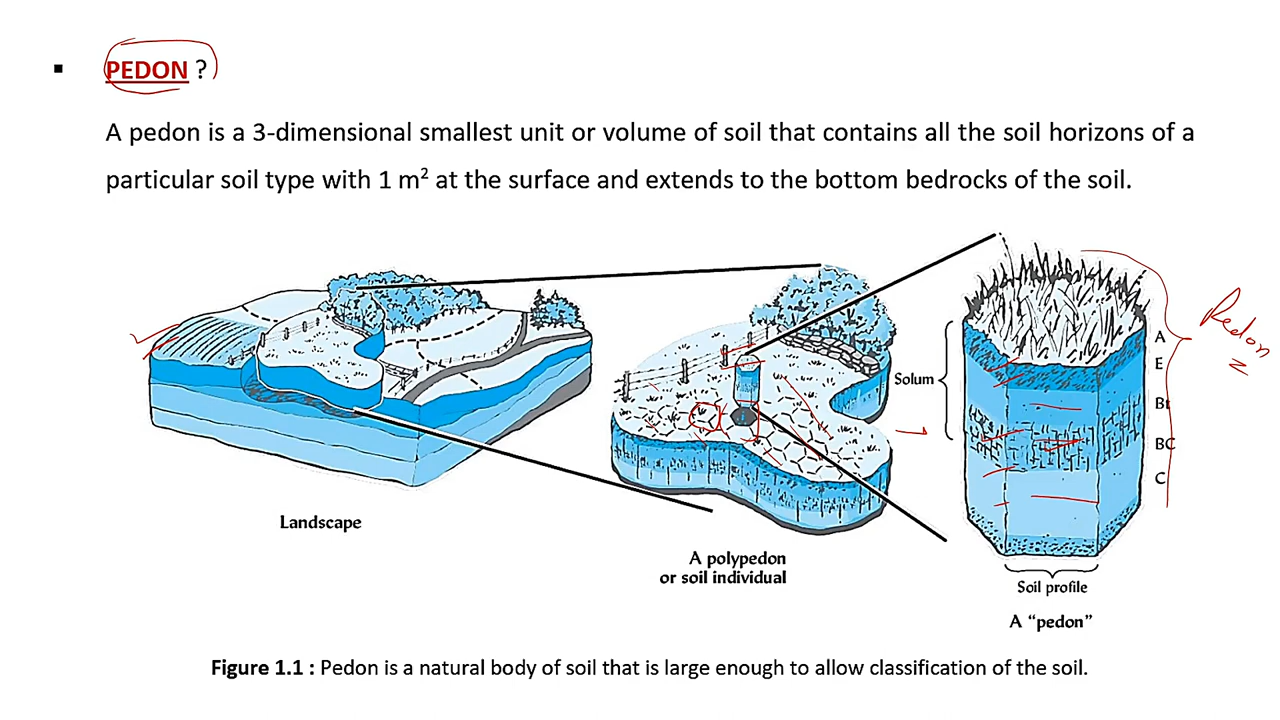 ▪ PEDON ?
A pedon is a 3-dimensional smallest unit or volume of soil that contains all the soil horizons of a
particular soil type with 1 m² at the surface and extends to the bottom bedrocks of the soil.
Landscape
A polypedon
or soil individual
Solum
A
E
Bt
BC
C
Pedon
Soil profile
A “pedon”
Figure 1.1 : Pedon is a natural body of soil that is large enough to allow classification of the soil.